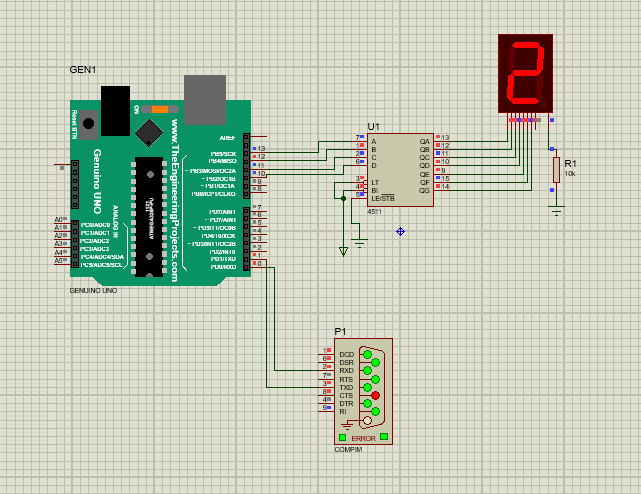 GEN1
Reset BTN
ON
www.TheEngineeringProjects.com
Genuino UNO
ANALOG IN
AREF
PB5/SCK 13
PB4/MISO 12
~ PB3/MOSI/OC2A 11
~ PB2/OC1B 10
~ PB1/OC1A 9
PB0/ICP1/CLKO 8
PD7/AIN1 7
~ PD6/AIN0 6
~ PD5/T1/OC0B 5
PD4/T0/XCK 4
~ PD3/INT1/OC2B 3
PD2/INT0 2
PD1/TXD 1
PD0/RXD 0
A0 PC0/ADC0
A1 PC1/ADC1
A2 PC2/ADC2
A3 PC3/ADC3
A4 PC4/ADC4/SDA
A5 PC5/ADC5/SCL
GENUINO UNO
U1
7 A QA 13
1 B QB 12
2 C QC 11
6 D QD 10
QE 9
3 LT QF 15
4 BI QG 14
5 LE/STB
4511
2
R1
10k
P1
1 DCD
6 DSR
2 RXD
7 RTS
3 TXD
8 CTS
4 DTR
9 RI
ERROR
COMPIM